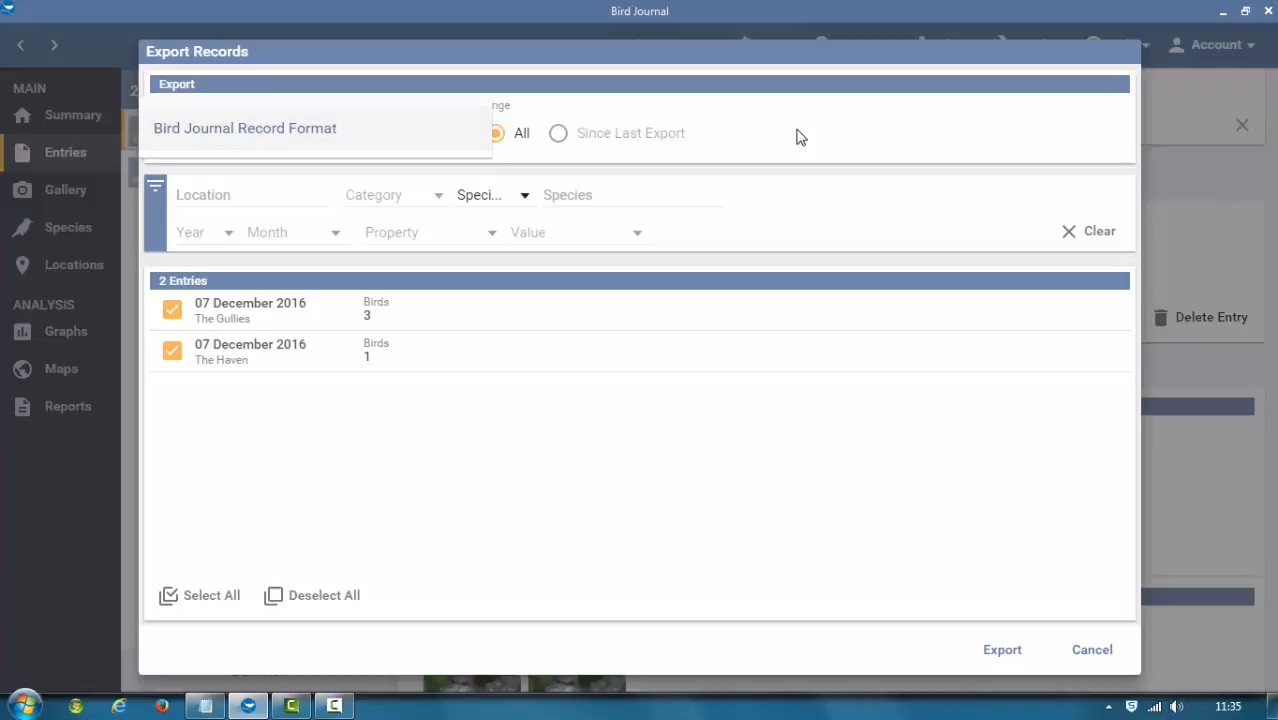 Bird Journal
Account
Export Records
MAIN
Export
Summary
nge
Bird Journal Record Format
All
Since Last Export
Entries
Gallery
Location
Category
Speci...
Species
Species
Year
Month
Property
Value
Clear
Locations
2 Entries
ANALYSIS
07 December 2016
Birds
The Gullies
3
Graphs
Delete Entry
07 December 2016
Birds
The Haven
1
Maps
Reports
Select All
Deselect All
Export
Cancel
11:35